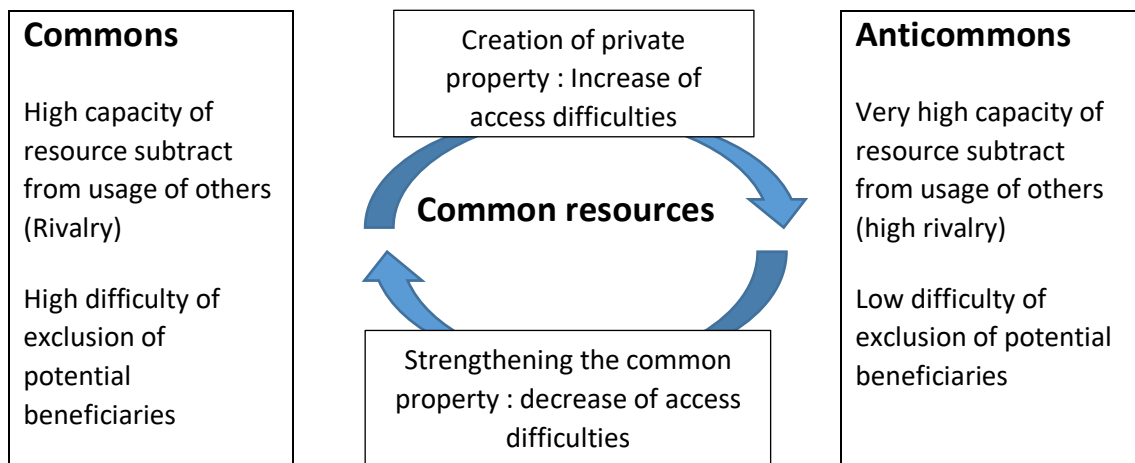 Commons
High capacity of
resource subtract
from usage of others
(Rivalry)
High difficulty of
exclusion of
potential
beneficiaries
Creation of private
property : Increase of
access difficulties
Common resources
Strengthening the common
property : decrease of access
difficulties
Anticommons
Very high capacity of
resource subtract
from usage of others
(high rivalry)
Low difficulty of
exclusion of potential
beneficiaries